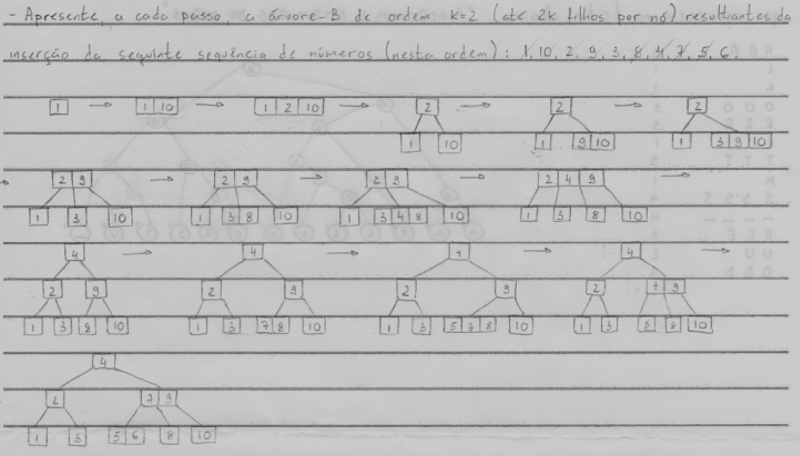 - Apresente, a cada passo, a árvore-B de ordem k=2 (até 2k filhos por nó) resultantes da
inserção da seguinte sequência de números (nesta ordem): 1, 10, 2, 9, 3, 8, 4, 7, 5, 6.
1 → 1 10 → 1 2 10 → 2 → 2 → 2
1 10 1 9 10 1 3 9 10
→ 2 9 → 2 9 → 2 9 → 2 4 9 →
1 3 10 1 3 8 10 1 3 4 8 10 1 3 8 10
4 → 4 → 4 → 4 →
2 9 2 9 2 9 2 7 9
1 3 8 10 1 3 7 8 10 1 3 5 7 8 10 1 3 5 8 10
4
2 7 9
1 3 5 6 8 10